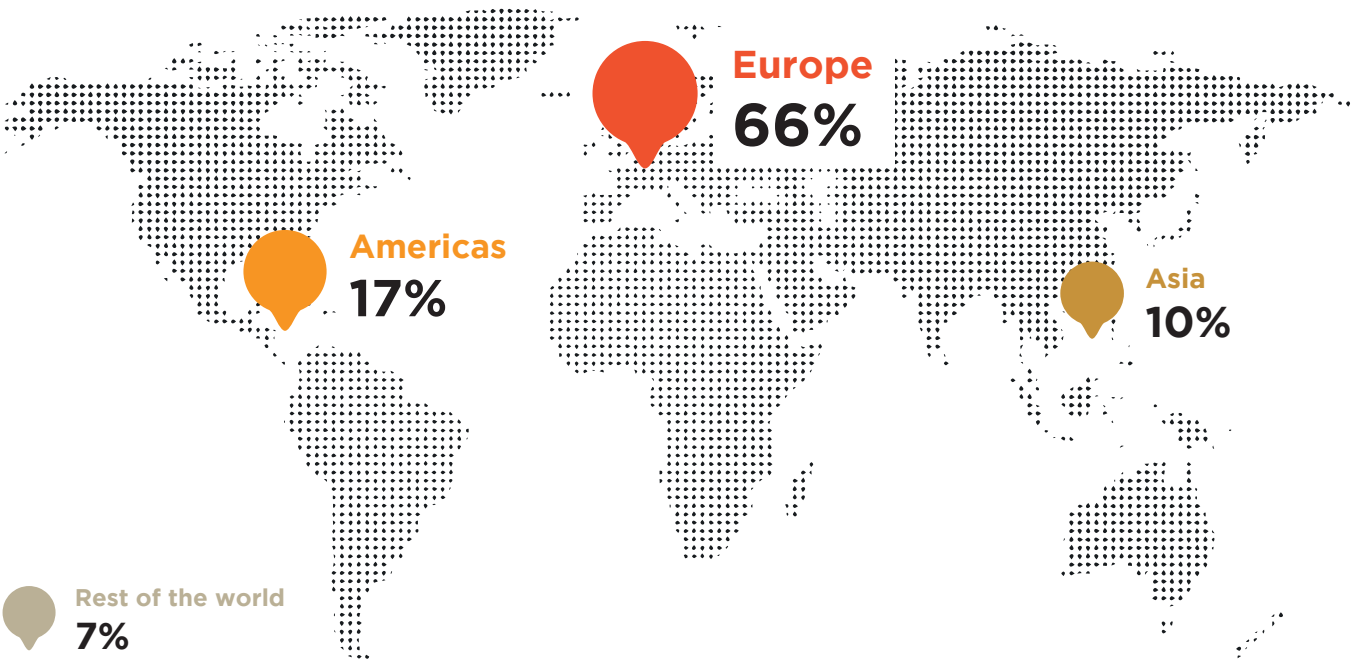 Europe
66%
Americas
17%
Asia
10%
Rest of the world
7%